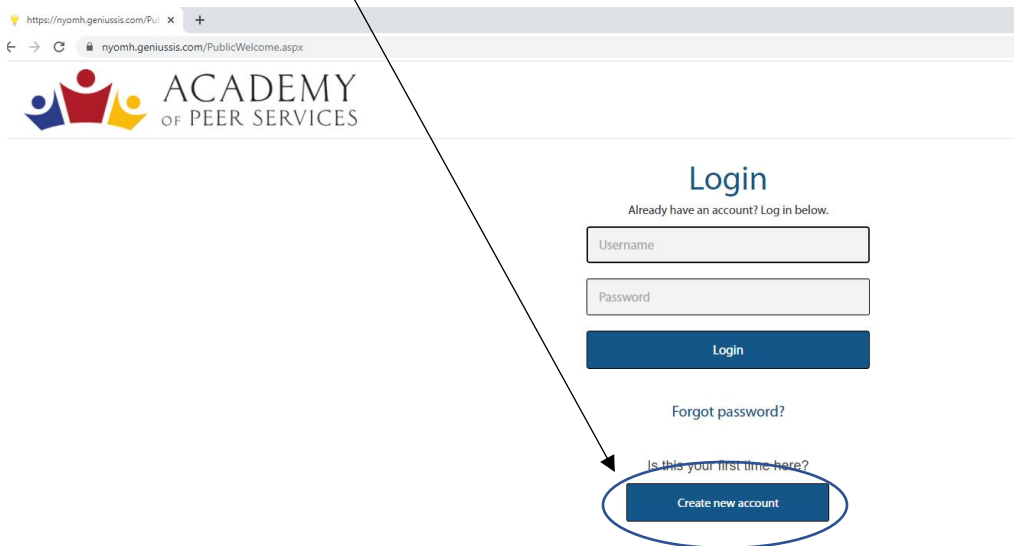 https://nyomh.geniussis.com/Pu
nyomh.geniussis.com/PublicWelcome.aspx
ACADEMY
OF PEER SERVICES
Login
Already have an account? Log in below.
Username
Password
Login
Forgot password?
Is this your first time here?
Create new account